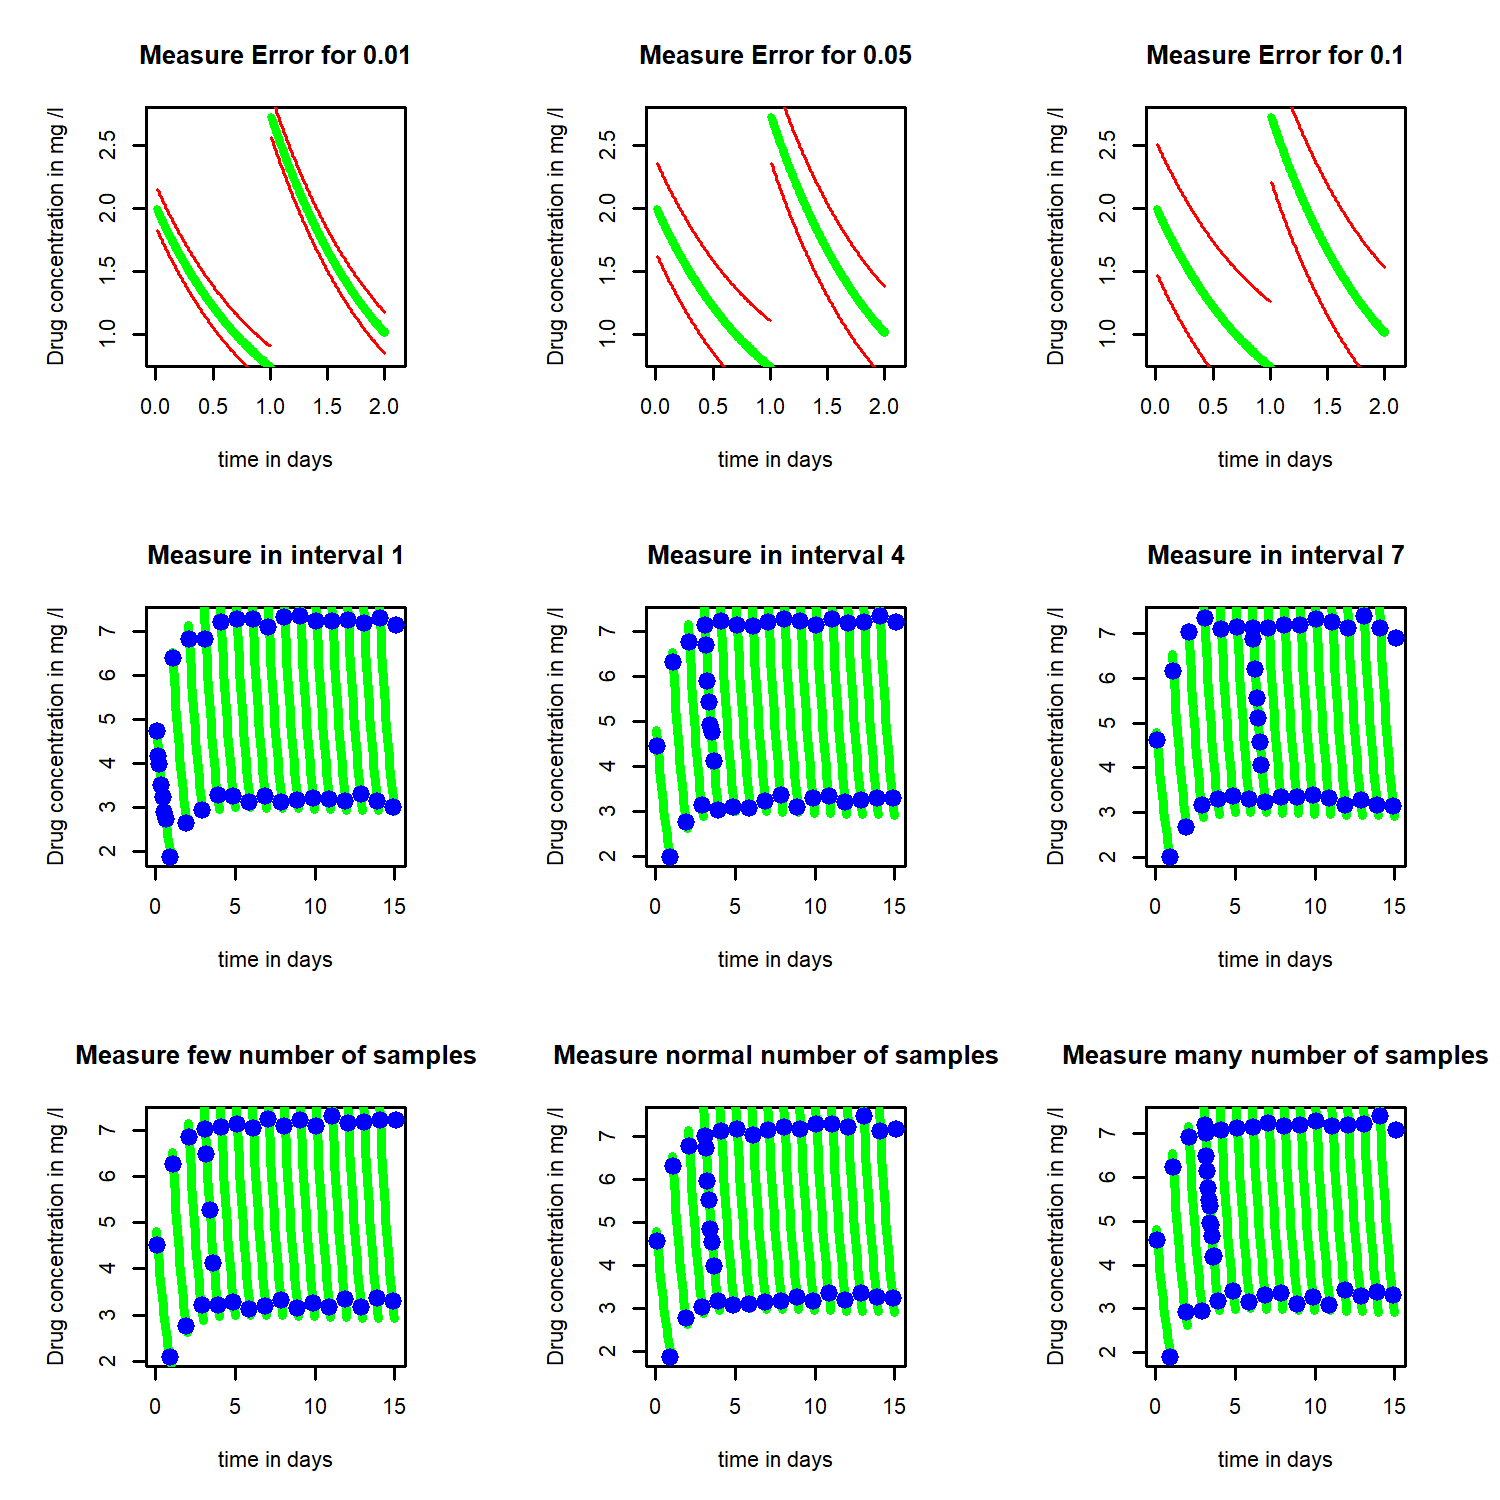 Measure Error for 0.01
Drug concentration in mg /l
2.5
2.0
1.5
1.0
0.0 0.5 1.0 1.5 2.0
time in days
Measure Error for 0.05
Drug concentration in mg /l
2.5
2.0
1.5
1.0
0.0 0.5 1.0 1.5 2.0
time in days
Measure Error for 0.1
Drug concentration in mg /l
2.5
2.0
1.5
1.0
0.0 0.5 1.0 1.5 2.0
time in days
Measure in interval 1
Drug concentration in mg /l
7
6
5
4
3
2
0 5 10 15
time in days
Measure in interval 4
Drug concentration in mg /l
7
6
5
4
3
2
0 5 10 15
time in days
Measure in interval 7
Drug concentration in mg /l
7
6
5
4
3
2
0 5 10 15
time in days
Measure few number of samples
Drug concentration in mg /l
7
6
5
4
3
2
0 5 10 15
time in days
Measure normal number of samples
Drug concentration in mg /l
7
6
5
4
3
2
0 5 10 15
time in days
Measure many number of samples
Drug concentration in mg /l
7
6
5
4
3
2
0 5 10 15
time in days